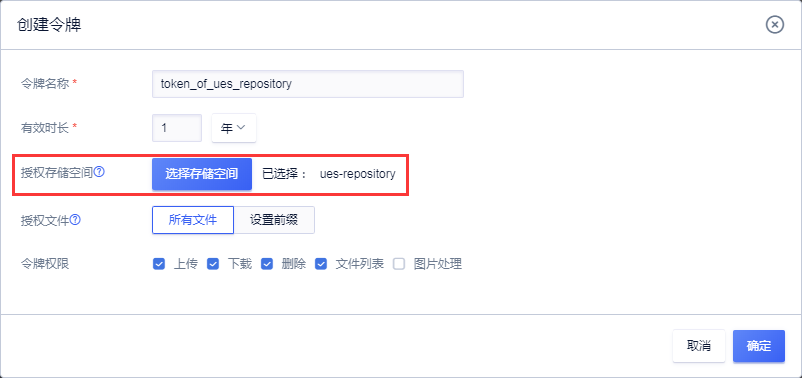 创建令牌
令牌名称 * token_of_ues_repository
有效时长 * 1 年
授权存储空间 选择存储空间 已选择： ues-repository
授权文件 所有文件 设置前缀
令牌权限 上传 下载 删除 文件列表 图片处理
取消 确定